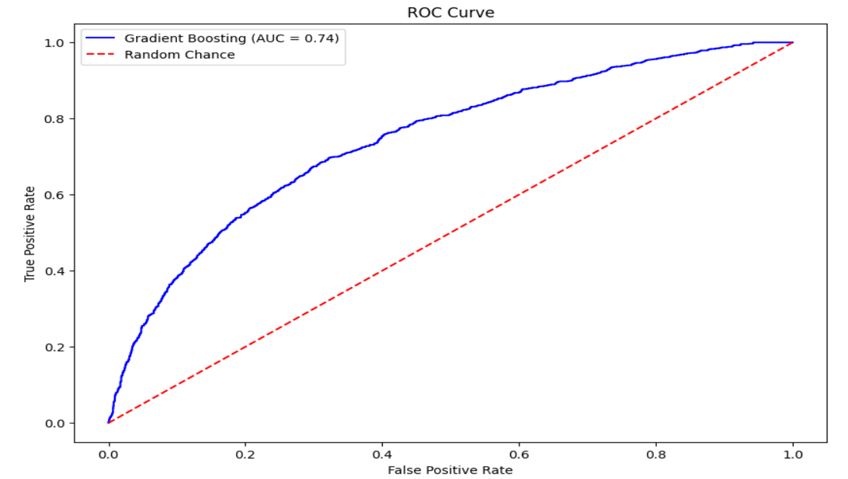 ROC Curve
Gradient Boosting (AUC = 0.74)
Random Chance
1.0
0.8
0.6
0.4
0.2
0.0
True Positive Rate
0.0 0.2 0.4 0.6 0.8 1.0
False Positive Rate